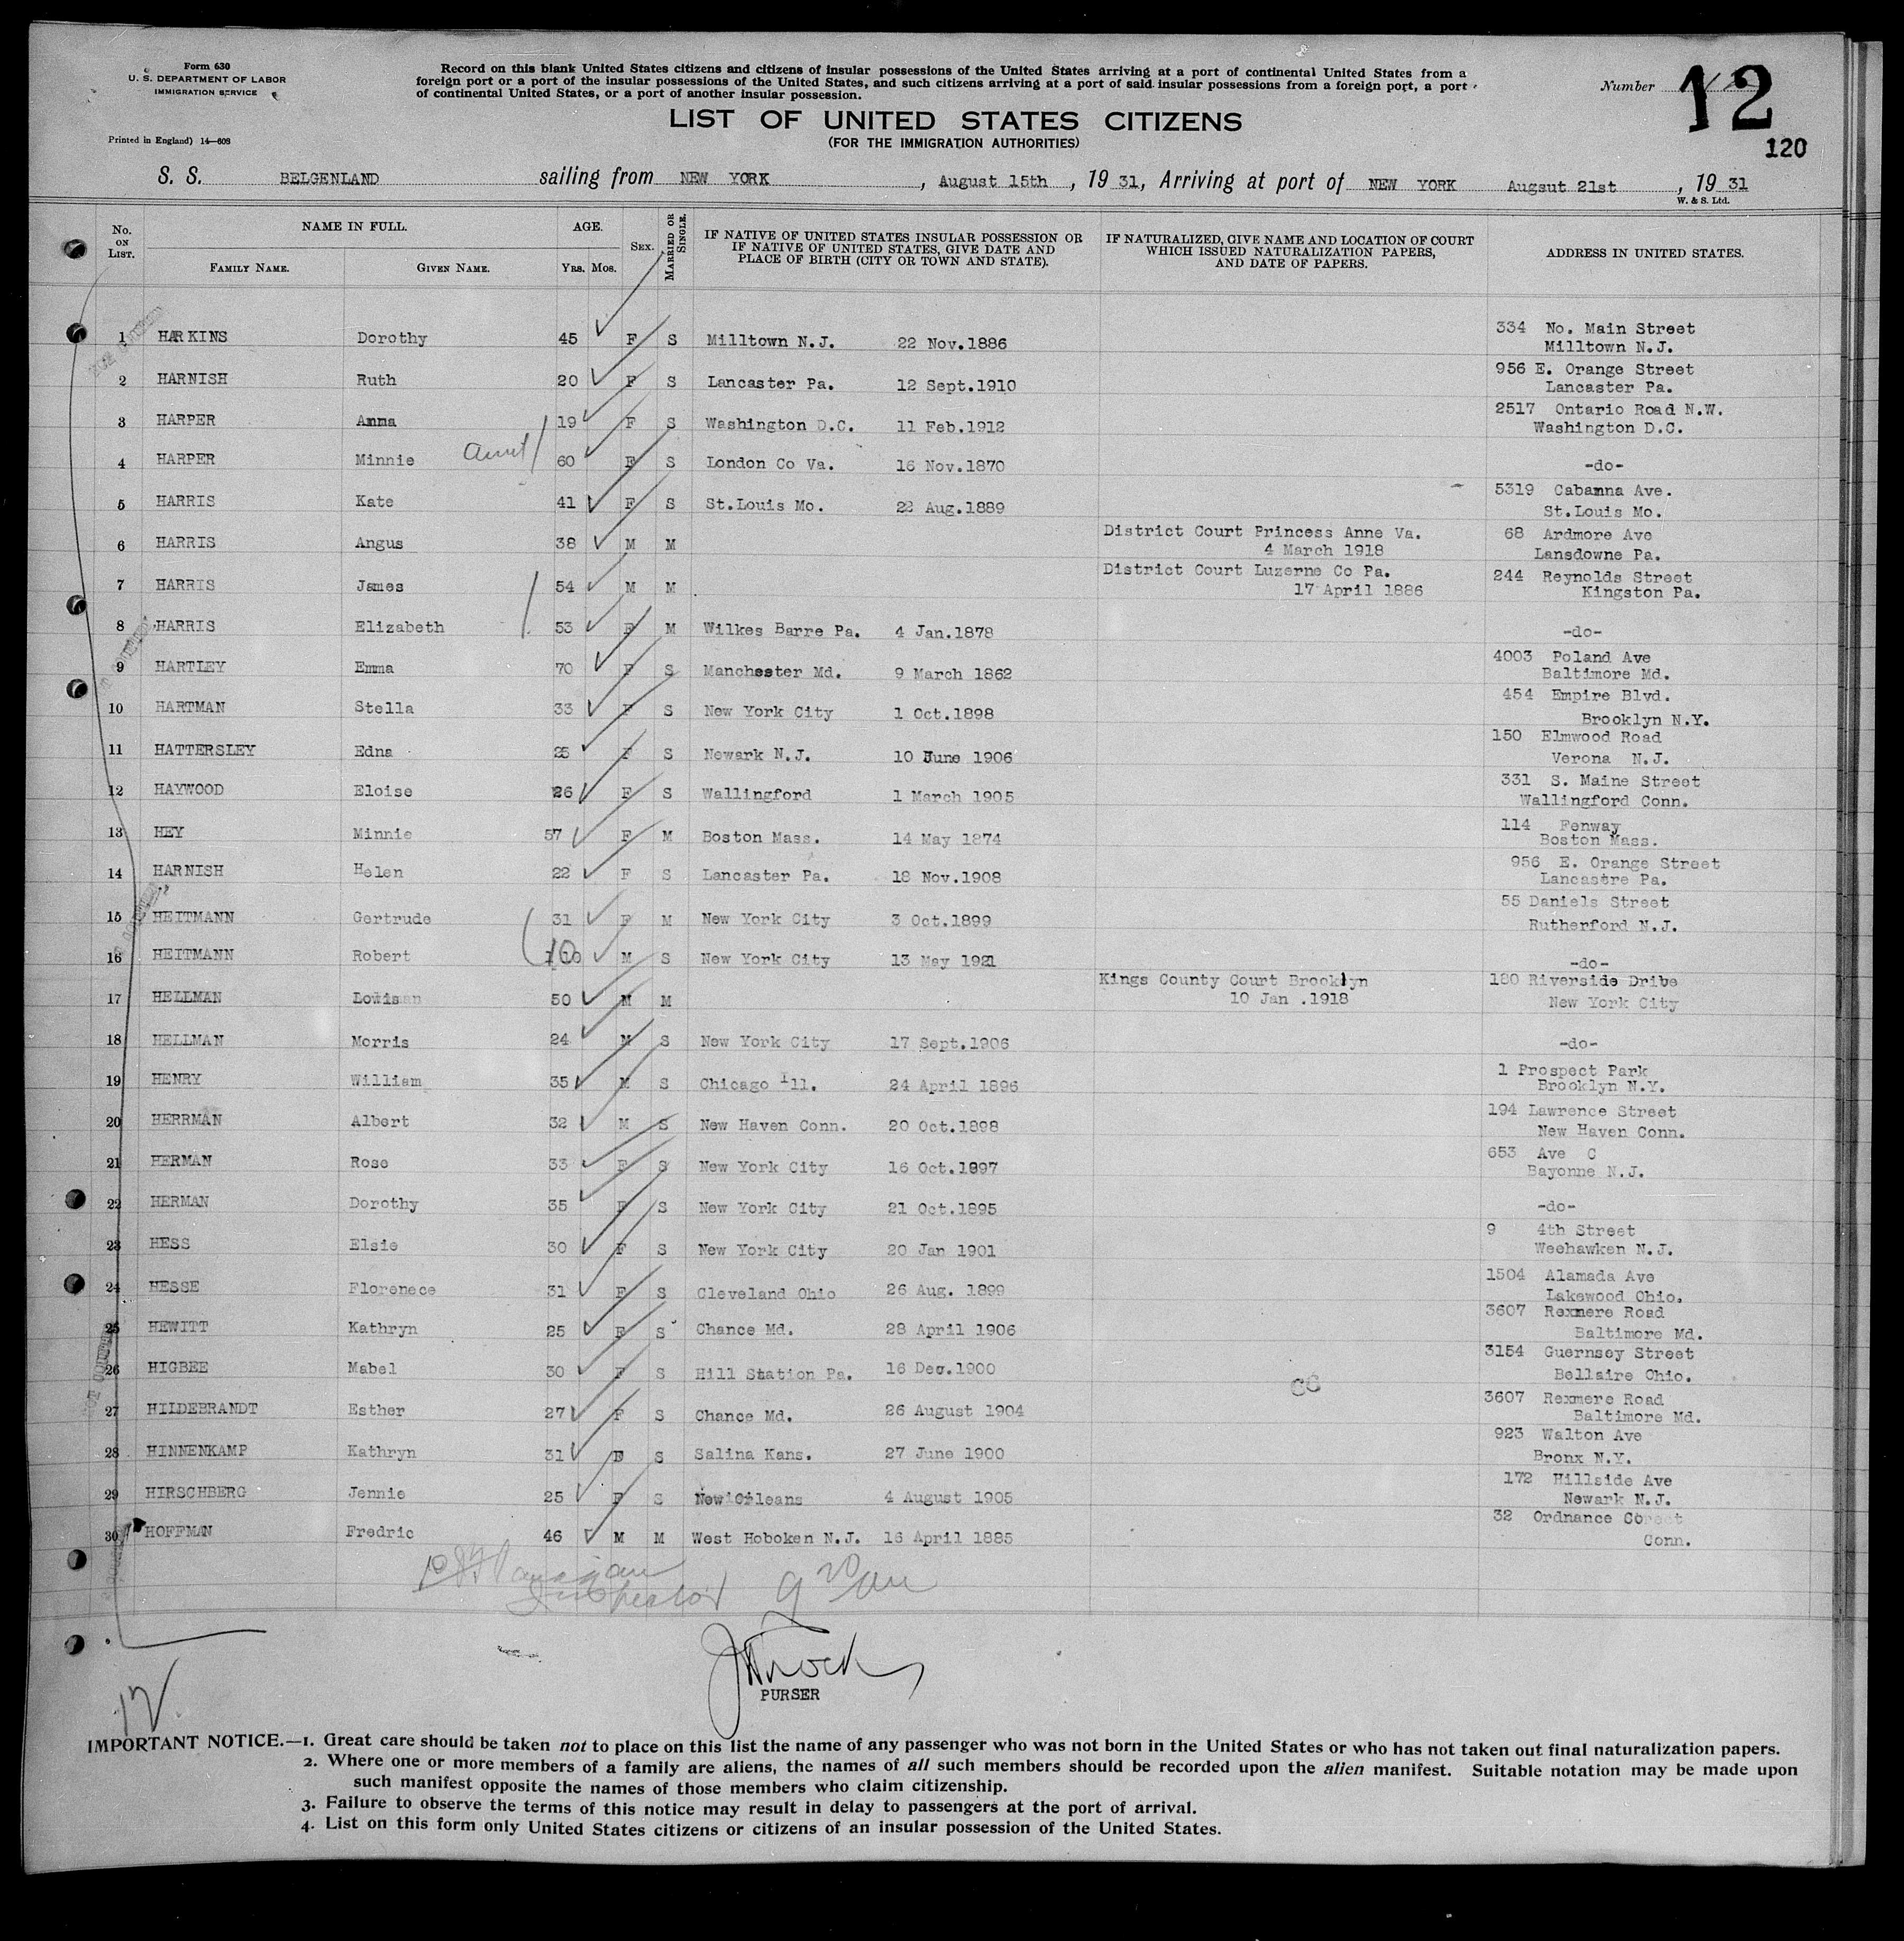 Form 630
U. S. DEPARTMENT OF LABOR
IMMIGRATION SERVICE
Printed in England) 14—608
Record on this blank United States citizens and citizens of insular possessions of the United States arriving at a port of continental United States from a
foreign port or a port of the insular possessions of the United States, and such citizens arriving at a port of said insular possessions from a foreign port, a port
of continental United States, or a port of another insular possession.
Number 12
120
LIST OF UNITED STATES CITIZENS
(FOR THE IMMIGRATION AUTHORITIES)
S. S. BELGENLAND sailing from NEW YORK, August 15th, 1931, Arriving at port of NEW YORK Augsut 21st, 1931
W. & S. Ltd.
No. ON LIST. NAME IN FULL. FAMILY NAME. GIVEN NAME. AGE. Yrs. Mos. SEX. MARRIED OR SINGLE. IF NATIVE OF UNITED STATES INSULAR POSSESSION OR IF NATIVE OF UNITED STATES, GIVE DATE AND PLACE OF BIRTH (CITY OR TOWN AND STATE). IF NATURALIZED, GIVE NAME AND LOCATION OF COURT WHICH ISSUED NATURALIZATION PAPERS, AND DATE OF PAPERS. ADDRESS IN UNITED STATES.
1 HARKINS Dorothy 45 F S Milltown N.J. 22 Nov.1886 334 No. Main Street
Milltown N.J.
2 HARNISH Ruth 20 F S Lancaster Pa. 12 Sept.1910 956 E. Orange Street
Lancaster Pa.
3 HARPER Anna 19 F S Washington D.C. 11 Feb.1912 2517 Ontario Road N.W.
Washington D.C.
4 HARPER Minnie aunt 60 F S London Co Va. 16 Nov.1870 -do-
5 HARRIS Kate 41 F S St.Louis Mo. 22 Aug.1889 5319 Cabanna Ave.
St.Louis Mo.
6 HARRIS Angus 38 M M District Court Princess Anne Va. 68 Ardmore Ave
4 March 1918 Lansdowne Pa.
7 HARRIS James 54 M M District Court Luzerne Co Pa. 244 Reynolds Street
17 April 1886 Kingston Pa.
8 HARRIS Elizabeth 53 F M Wilkes Barre Pa. 4 Jan.1878 -do-
9 HARTLEY Emma 70 F S Manchester Md. 9 March 1862 4003 Poland Ave
Baltimore Md.
10 HARTMAN Stella 33 F S New York City 1 Oct.1898 454 Empire Blvd.
Brooklyn N.Y.
11 HATTERSLEY Edna 25 F S Newark N.J. 10 June 1906 150 Elmwood Road
Verona N.J.
12 HAYWOOD Eloise 26 F S Wallingford 1 March 1905 331 S. Maine Street
Wallingford Conn.
13 HEY Minnie 57 F M Boston Mass. 14 May 1874 114 Fenway
Boston Mass.
14 HARNISH Helen 22 F S Lancaster Pa. 18 Nov.1908 956 E. Orange Street
Lancastre Pa.
15 HEITMANN Gertrude 31 F M New York City 3 Oct.1899 55 Daniels Street
Rutherford N.J.
16 HEITMANN Robert 10 M S New York City 13 May 1921 -do-
17 HELLMAN 50 M M Kings County Court Brooklyn 180 Riverside Dribe
10 Jan .1918 New York City
18 HELLMAN Morris 24 M S New York City 17 Sept.1906 -do-
19 HENRY William 35 M S Chicago Ill. 24 April 1896 1 Prospect Park
Brooklyn N.Y.
20 HERRMAN Albert 32 M S New Haven Conn. 20 Oct.1898 194 Lawrence Street
New Haven Conn.
21 HERMAN Rose 33 F S New York City 16 Oct.1897 653 Ave C
Bayonne N.J.
22 HERMAN Dorothy 35 F S New York City 21 Oct.1895 -do-
23 HESS Elsie 30 F S New York City 20 Jan 1901 9 4th Street
Weehawken N.J.
24 HESSE Florenece 31 F S Cleveland Ohio 26 Aug. 1899 1504 Alamada Ave
Lakewood Ohio.
25 HEWITT Kathryn 25 F S Chance Md. 28 April 1906 3607 Rexmere Road
Baltimore Md.
26 HIGBEE Mabel 30 F S Hill Station Pa. 16 Dec.1900 3154 Guernsey Street
Bellaire Ohio.
27 HILDEBRANDT Esther 27 F S Chance Md. 26 August 1904 3607 Rexmere Road
Baltimore Md.
28 HINNENKAMP Kathryn 31 F S Salina Kans. 27 June 1900 923 Walton Ave
Bronx N.Y.
29 HIRSCHBERG Jennie 25 F S New Orleans 4 August 1905 172 Hillside Ave
Newark N.J.
30 HOFFMAN Fredric 46 M M West Hoboken N.J. 16 April 1885 32 Ordnance
Conn.
Inspector 9 20 am
PURSER
12
IMPORTANT NOTICE.—1. Great care should be taken not to place on this list the name of any passenger who was not born in the United States or who has not taken out final naturalization papers.
2. Where one or more members of a family are aliens, the names of all such members should be recorded upon the alien manifest. Suitable notation may be made upon
such manifest opposite the names of those members who claim citizenship.
3. Failure to observe the terms of this notice may result in delay to passengers at the port of arrival.
4. List on this form only United States citizens or citizens of an insular possession of the United States.